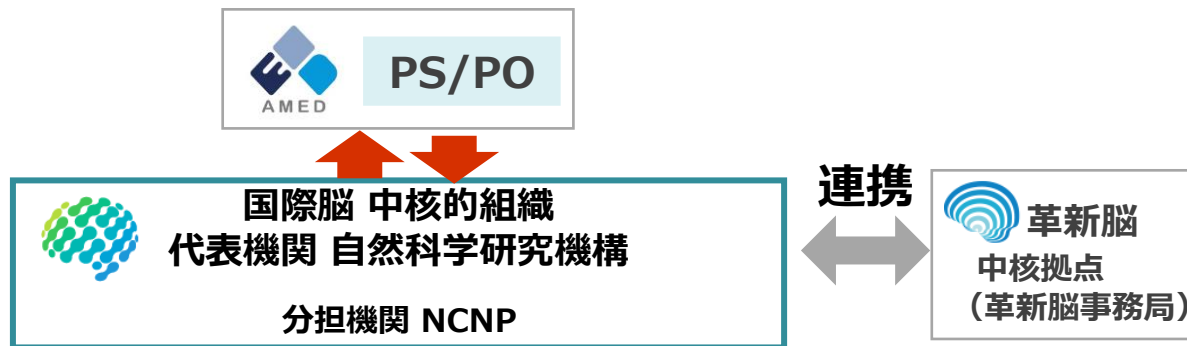 AMED
PS/PO
国際脳 中核的組織
代表機関 自然科学研究機構
分担機関 NCNP
連携
革新脳
中核拠点
（革新脳事務局）